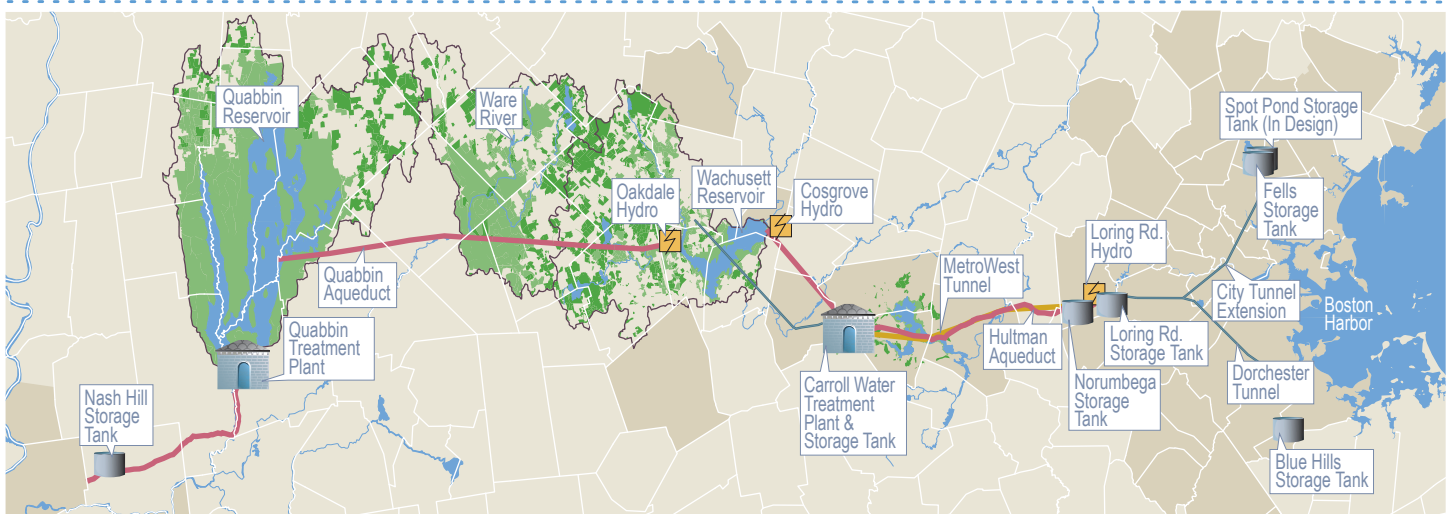 Quabbin
Reservoir
Ware
River
Oakdale
Hydro
Wachusett
Reservoir
Cosgrove
Hydro
Spot Pond Storage
Tank (In Design)
Fells
Storage
Tank
Loring Rd.
Hydro
MetroWest
Tunnel
City Tunnel
Extension
Boston
Harbor
Quabbin
Aqueduct
Hultman
Aqueduct
Loring Rd.
Storage Tank
Quabbin
Treatment
Plant
Carroll Water
Treatment
Plant &
Storage Tank
Norumbega
Storage
Tank
Dorchester
Tunnel
Nash Hill
Storage
Tank
Blue Hills
Storage Tank